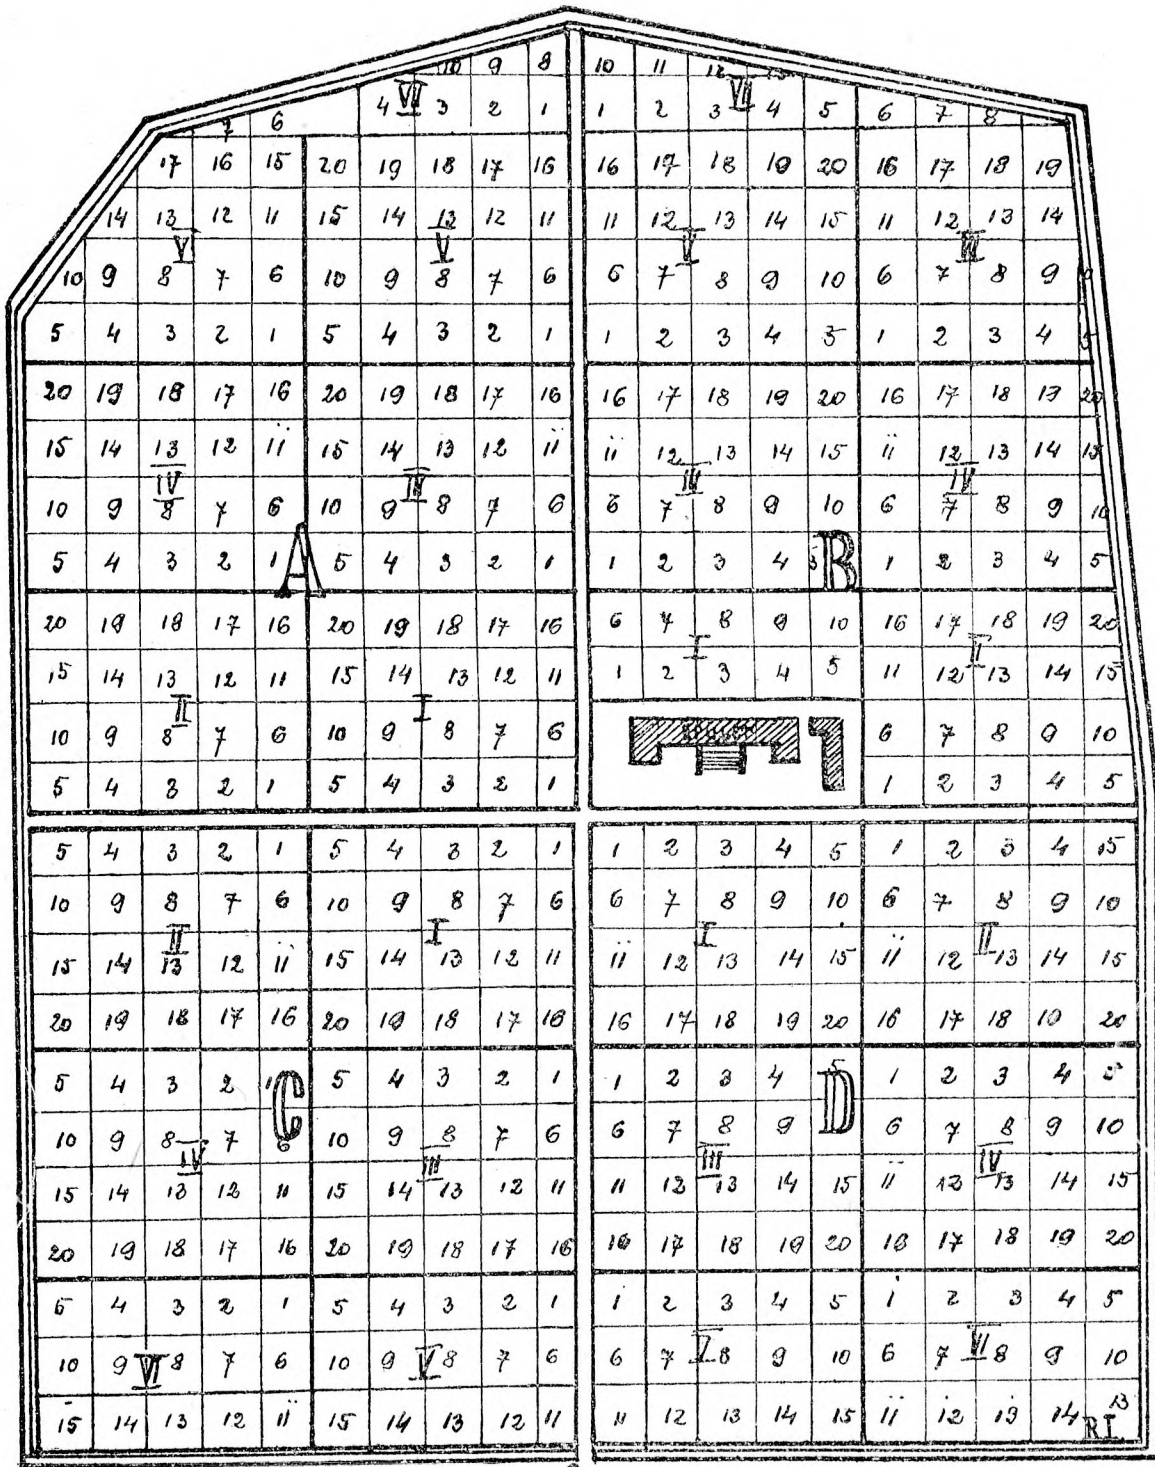 10 9 8 10 11 12 13
4 VII 3 2 1 1 2 3 VII 4 5 6 7 8
7 6
17 16 15 20 19 18 17 16 16 17 18 19 20 16 17 18 19
14 13 12 11 15 14 13 12 11 11 12 13 14 15 11 12 13 14
V V V VI
10 9 8 7 6 10 9 8 7 6 6 7 8 9 10 6 7 8 9
5 4 3 2 1 5 4 3 2 1 1 2 3 4 5 1 2 3 4 5
20 19 18 17 16 20 19 18 17 16 16 17 18 19 20 16 17 18 19 20
15 14 13 12 11 15 14 13 12 11 11 12 13 14 15 11 12 13 14 15
IV IV III IV
10 9 8 7 6 10 9 8 7 6 6 7 8 9 10 6 7 8 9 10
5 4 3 2 1 A 5 4 3 2 1 1 2 3 4 5 B 1 2 3 4 5
20 19 18 17 16 20 19 18 17 16 6 7 8 9 10 16 17 18 19 20
I II
15 14 13 12 11 15 14 13 12 11 1 2 3 4 5 11 12 13 14 15
II I
10 9 8 7 6 10 9 8 7 6 6 7 8 9 10
5 4 3 2 1 5 4 3 2 1 1 2 3 4 5
5 4 3 2 1 5 4 3 2 1 1 2 3 4 5 1 2 3 4 15
10 9 8 7 6 10 9 8 7 6 6 7 8 9 10 6 7 8 9 10
II I I II
15 14 13 12 11 15 14 13 12 11 11 12 13 14 15 11 12 13 14 15
20 19 18 17 16 20 19 18 17 16 16 17 18 19 20 16 17 18 19 20
5 4 3 2 1 C 5 4 3 2 1 1 2 3 4 5 D 1 2 3 4 5
10 9 8 7 6 10 9 8 7 6 6 7 8 9 6 7 8 9 10
IV III III IV
15 14 13 12 11 15 14 13 12 11 11 12 13 14 15 11 12 13 14 15
20 19 18 17 16 20 19 18 17 16 16 17 18 19 20 16 17 18 19 20
5 4 3 2 1 5 4 3 2 1 1 2 3 4 5 1 2 3 4 5
10 9 VI 8 7 6 10 9 V 8 7 6 6 7 V 8 9 10 6 7 VI 8 9 10
15 14 13 12 11 15 14 13 12 11 11 12 13 14 15 11 12 13 14 13
RI